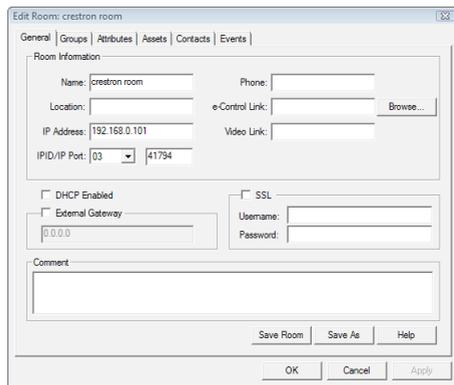 Edit Room: crestron room
General Groups Attributes Assets Contacts Events
Room Information
Name: crestron room Phone:
Location: e-Control Link: Browse...
IP Address: 192.168.0.101 Video Link:
IPID/IP Port: 03 41794
DHCP Enabled SSL
External Gateway Username:
0.0.0.0 Password:
Comment
Save Room Save As Help
OK Cancel Apply